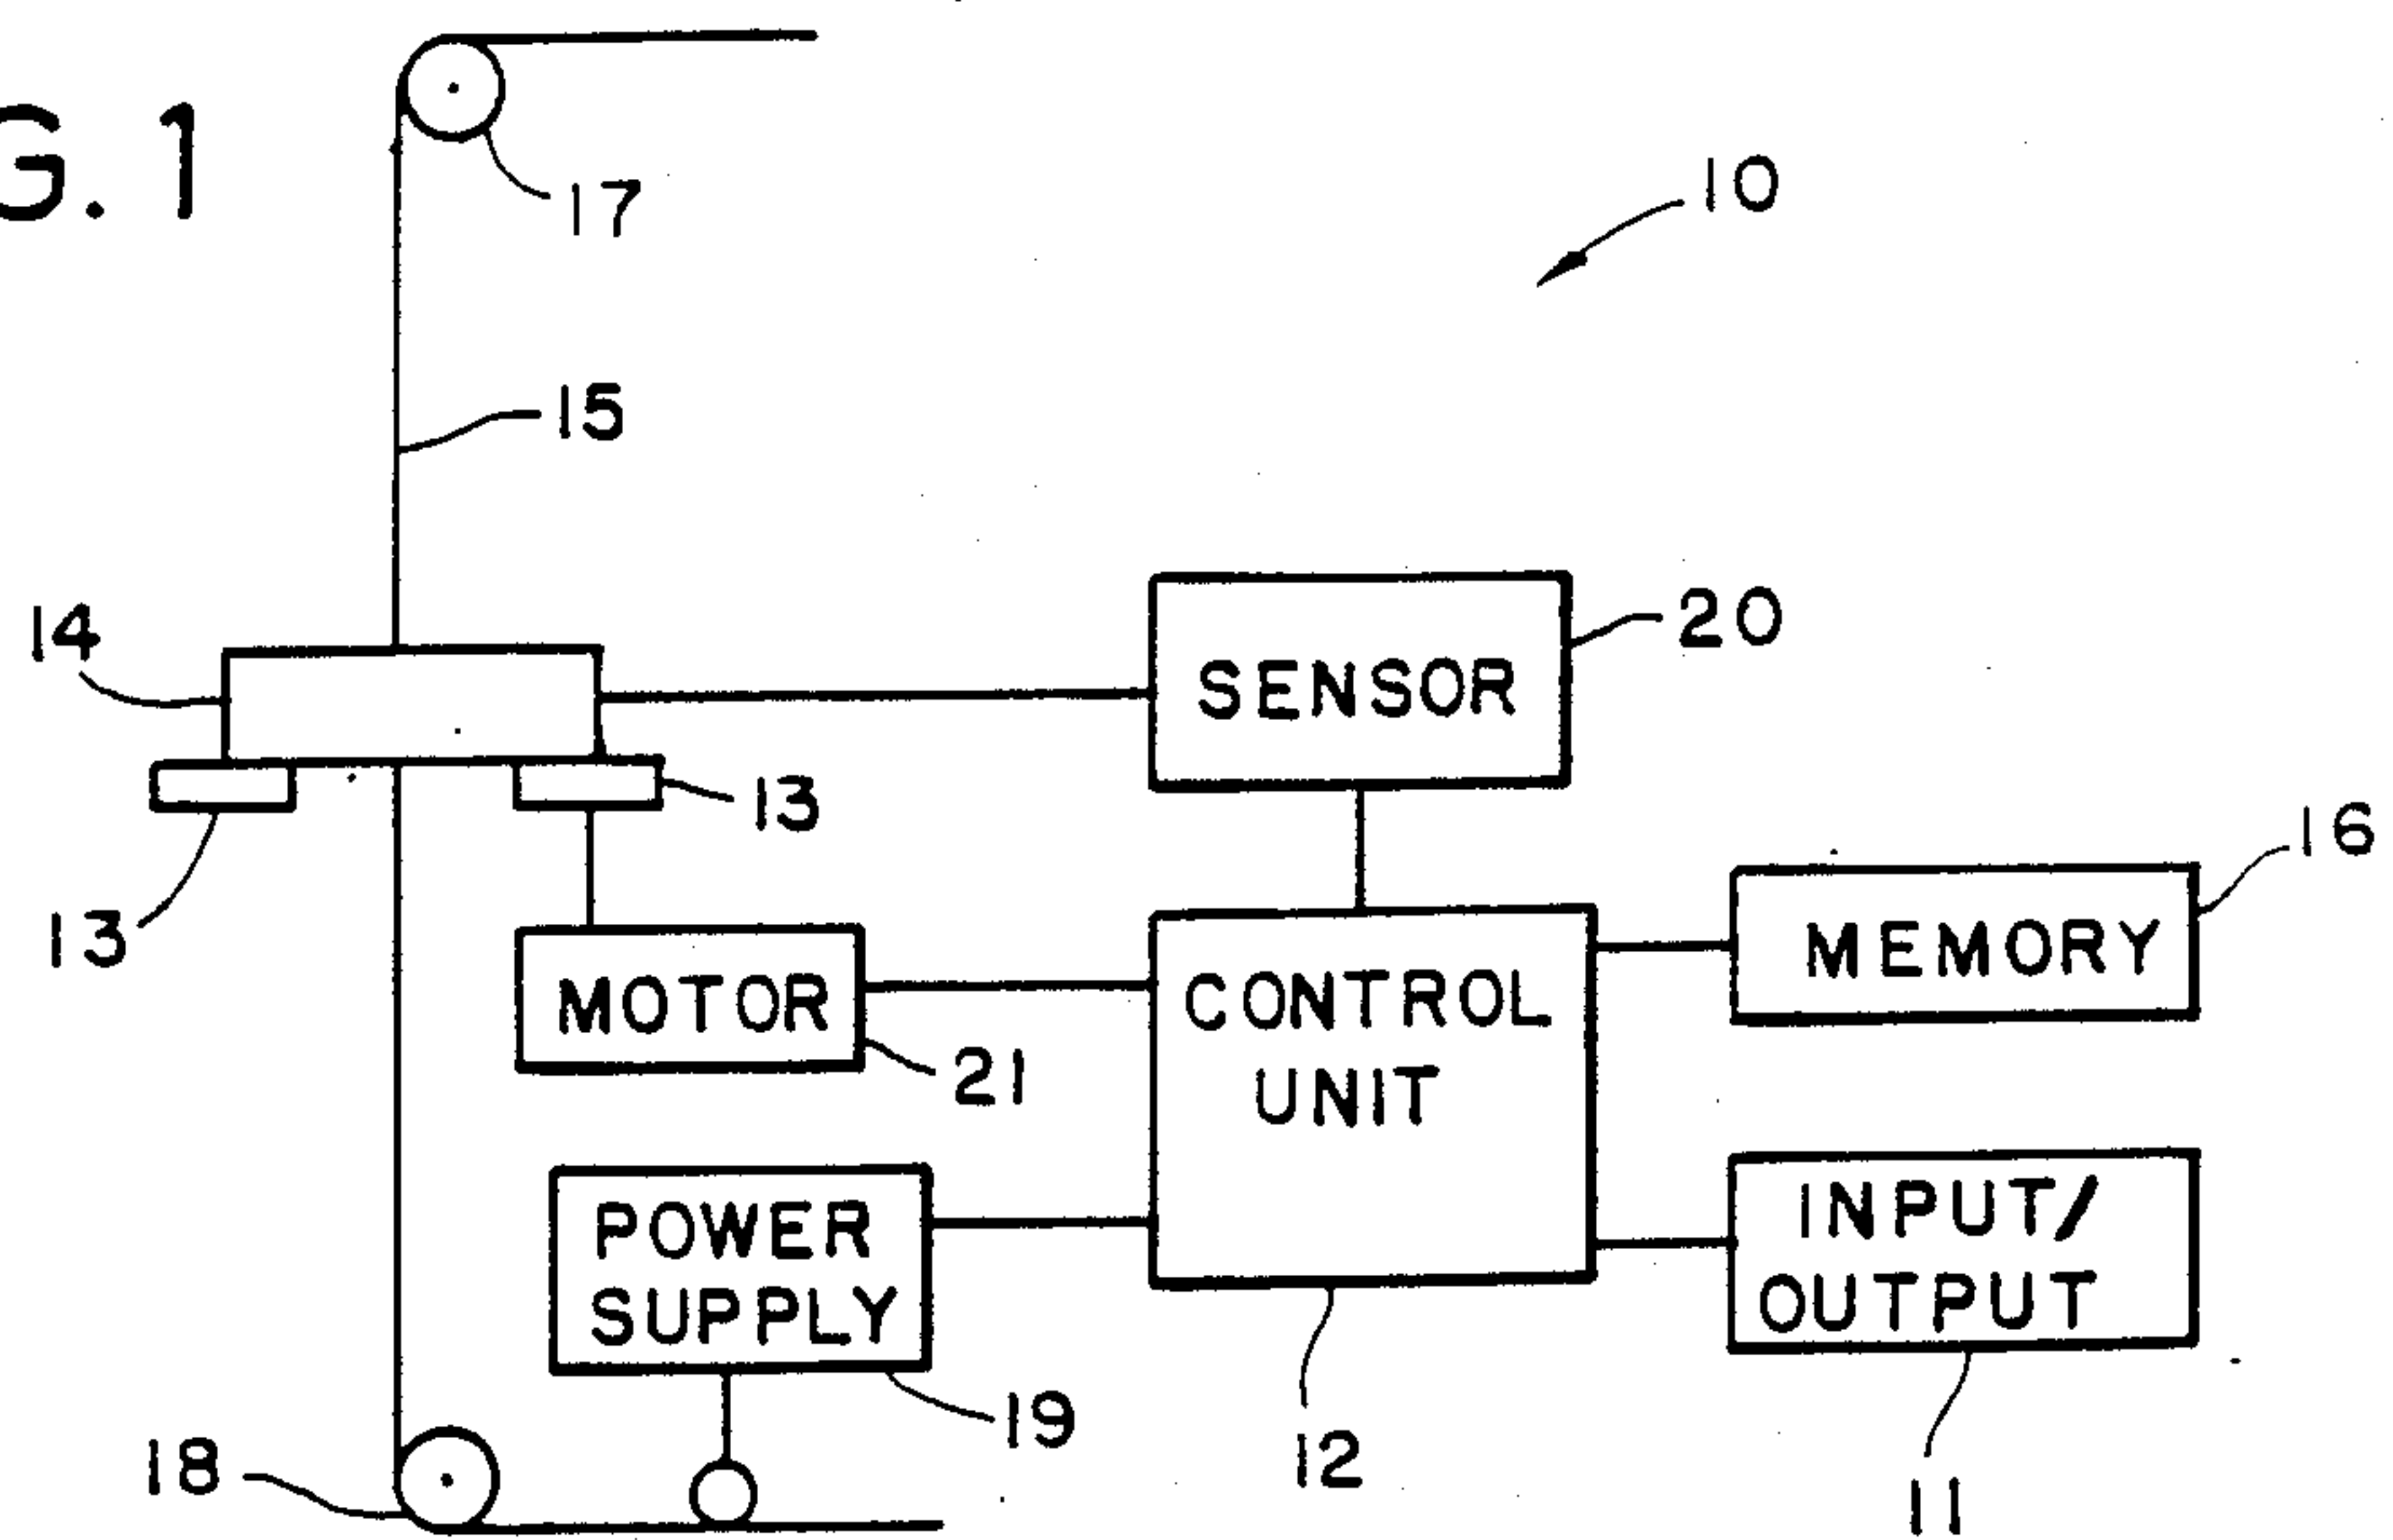 G. 1
17
10
15
14
20
SENSOR
13
16
13
MEMORY
MOTOR
CONTROL
UNIT
21
POWER
SUPPLY
INPUT/
OUTPUT
19
18
12
11